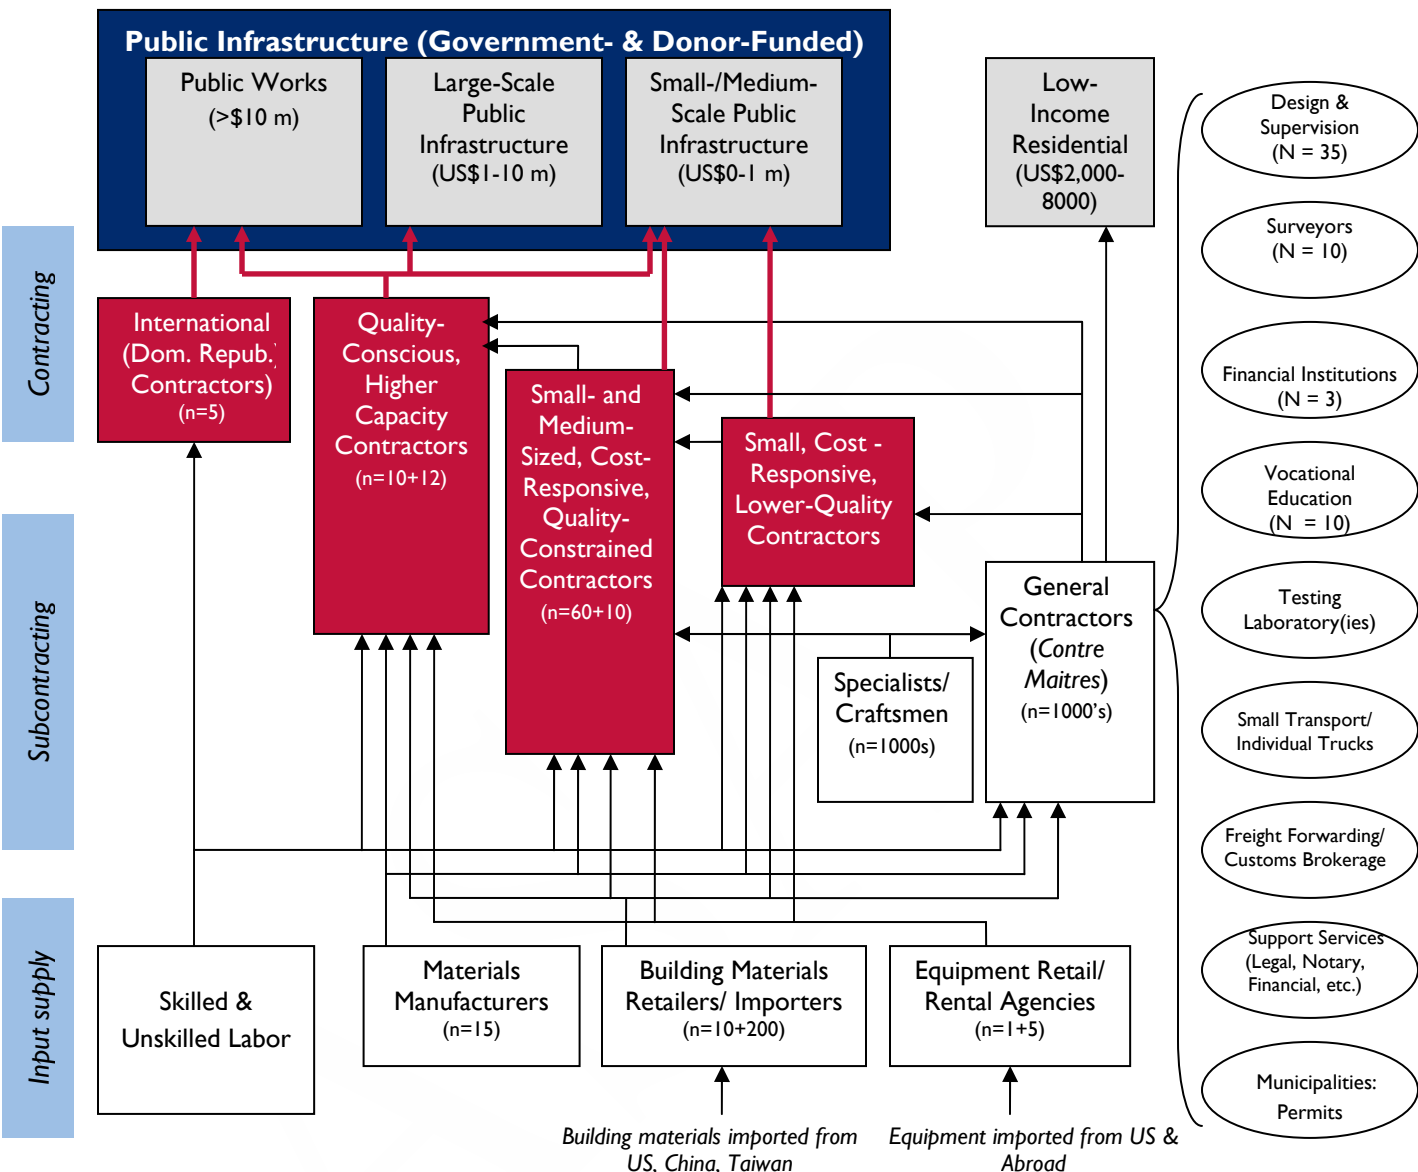 Public Infrastructure (Government- & Donor-Funded)
Public Works
(>$10 m)
Large-Scale
Public
Infrastructure
(US$1-10 m)
Small-/Medium-
Scale Public
Infrastructure
(US$0-1 m)
Low-
Income
Residential
(US$2,000-
8000)
Contracting
International
(Dom. Repub.
Contractors)
(n=5)
Quality-
Conscious,
Higher
Capacity
Contractors
(n=10+12)
Small- and
Medium-
Sized, Cost-
Responsive,
Quality-
Constrained
Contractors
(n=60+10)
Small, Cost -
Responsive,
Lower-Quality
Contractors
Subcontracting
Specialists/
Craftsmen
(n=1000s)
General
Contractors
(Contre
Maitres)
(n=1000's)
Input supply
Skilled &
Unskilled Labor
Materials
Manufacturers
(n=15)
Building Materials
Retailers/ Importers
(n=10+200)
Equipment Retail/
Rental Agencies
(n=1+5)
Building materials imported from
US, China, Taiwan
Equipment imported from US &
Abroad
Design &
Supervision
(N = 35)
Surveyors
(N = 10)
Financial Institutions
(N = 3)
Vocational
Education
(N = 10)
Testing
Laboratory(ies)
Small Transport/
Individual Trucks
Freight Forwarding/
Customs Brokerage
Support Services
(Legal, Notary,
Financial, etc.)
Municipalities:
Permits